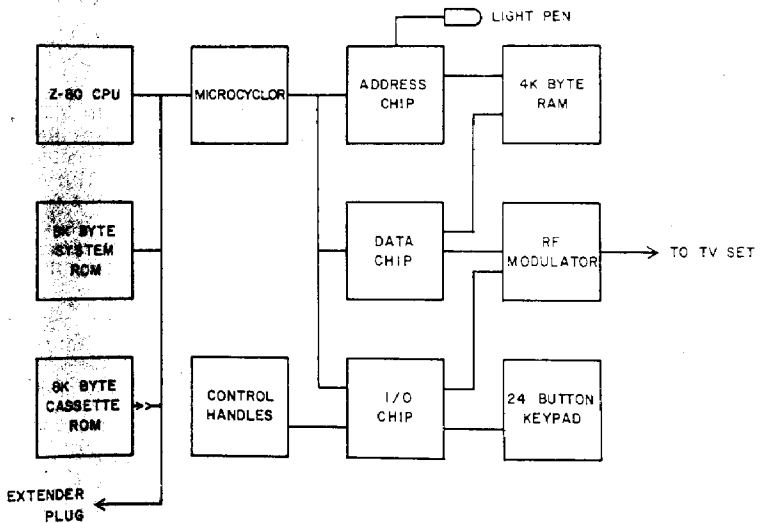 LIGHT PEN
Z-80 CPU
MICROCYCLOR
ADDRESS
CHIP
4K BYTE
RAM
8K BYTE
SYSTEM
ROM
DATA
CHIP
RF
MODULATOR
TO TV SET
8K BYTE
CASSETTE
ROM
CONTROL
HANDLES
I/O
CHIP
24 BUTTON
KEYPAD
EXTENDER
PLUG